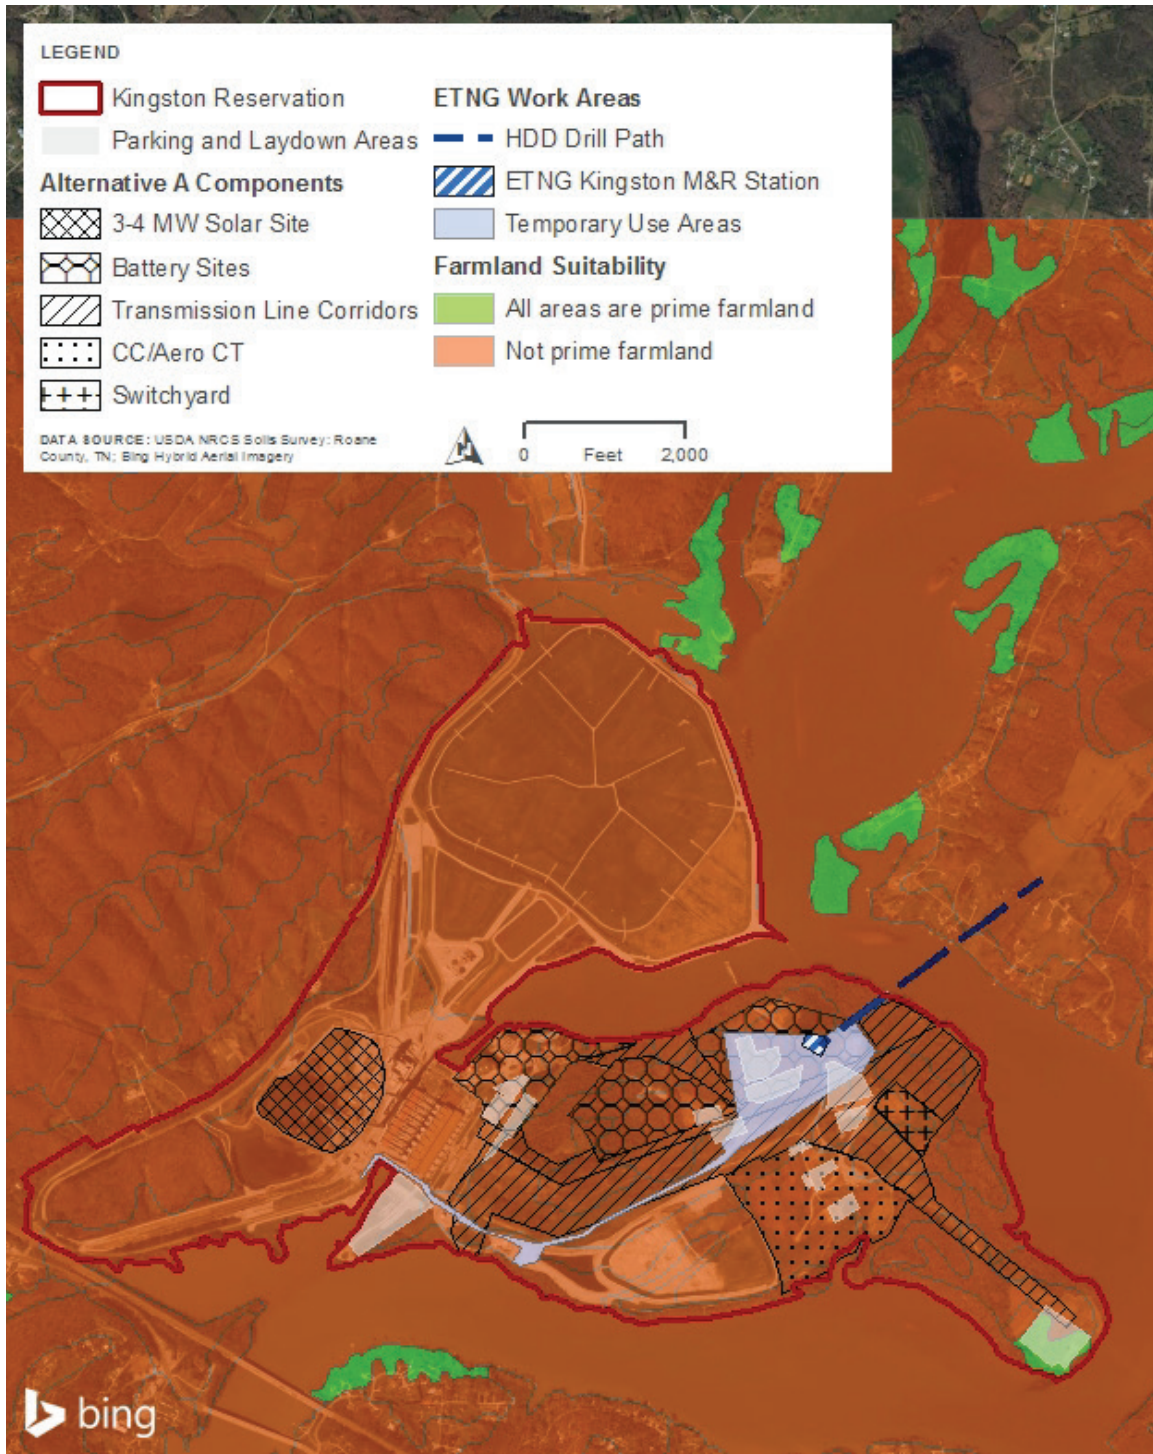 LEGEND
Kingston Reservation
Parking and Laydown Areas
Alternative A Components
3-4 MW Solar Site
Battery Sites
Transmission Line Corridors
CC/Aero CT
Switchyard
DATA SOURCE: USDA NRCS Soils Survey: Roane
County, TN; Bing Hybrid Aerial Imagery
ETNG Work Areas
HDD Drill Path
ETNG Kingston M&R Station
Temporary Use Areas
Farmland Suitability
All areas are prime farmland
Not prime farmland
N
0 Feet 2,000
bing